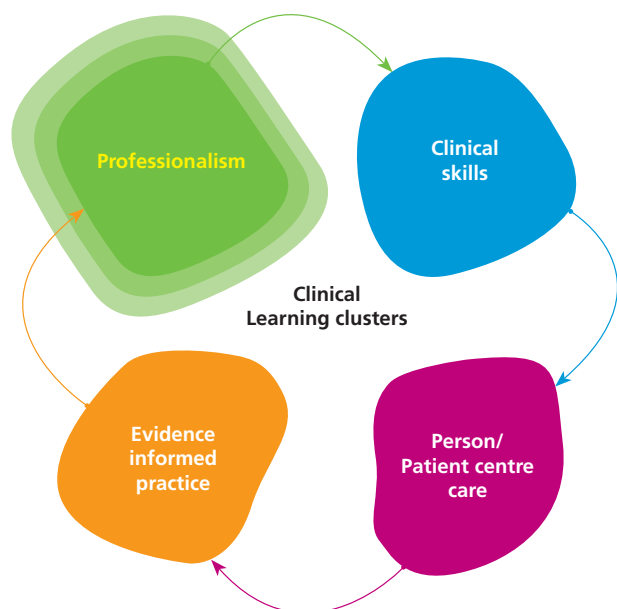 Professionalism
Clinical
skills
Clinical
Learning clusters
Evidence
informed
practice
Person/
Patient centre
care